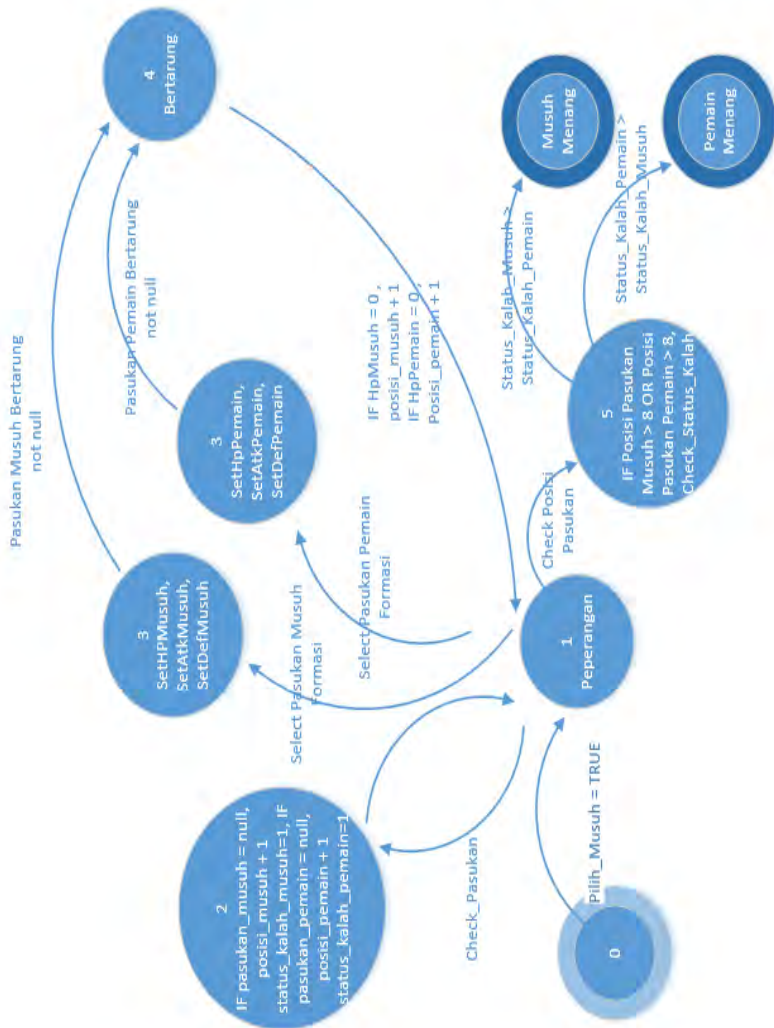 0
Pilih_Musuh = TRUE
1
Peperangan
Check_Pasukan
2
IF pasukan_musuh = null,
posisi_musuh + 1
status_kalah_musuh=1, IF
pasukan_pemain = null,
posisi_pemain + 1
status_kalah_pemain=1
Select Pasukan Musuh
Formasi
3
SetHPMusuh,
SetAtkMusuh,
SetDefMusuh
Select Pasukan Pemain
Formasi
3
SetHpPemain,
SetAtkPemain,
SetDefPemain
Pasukan Musuh Bertarung
not null
Pasukan Pemain Bertarung
not null
4
Bertarung
IF HpMusuh = 0 ,
posisi_musuh + 1
IF HpPemain = 0 ,
Posisi_pemain + 1
Check Posisi
Pasukan
5
IF Posisi Pasukan
Musuh > 8 OR Posisi
Pasukan Pemain > 8,
Check_Status_Kalah
Status_Kalah_Musuh >
Status_Kalah_Pemain
Musuh
Menang
Status_Kalah_Pemain >
Status_Kalah_Musuh
Pemain
Menang